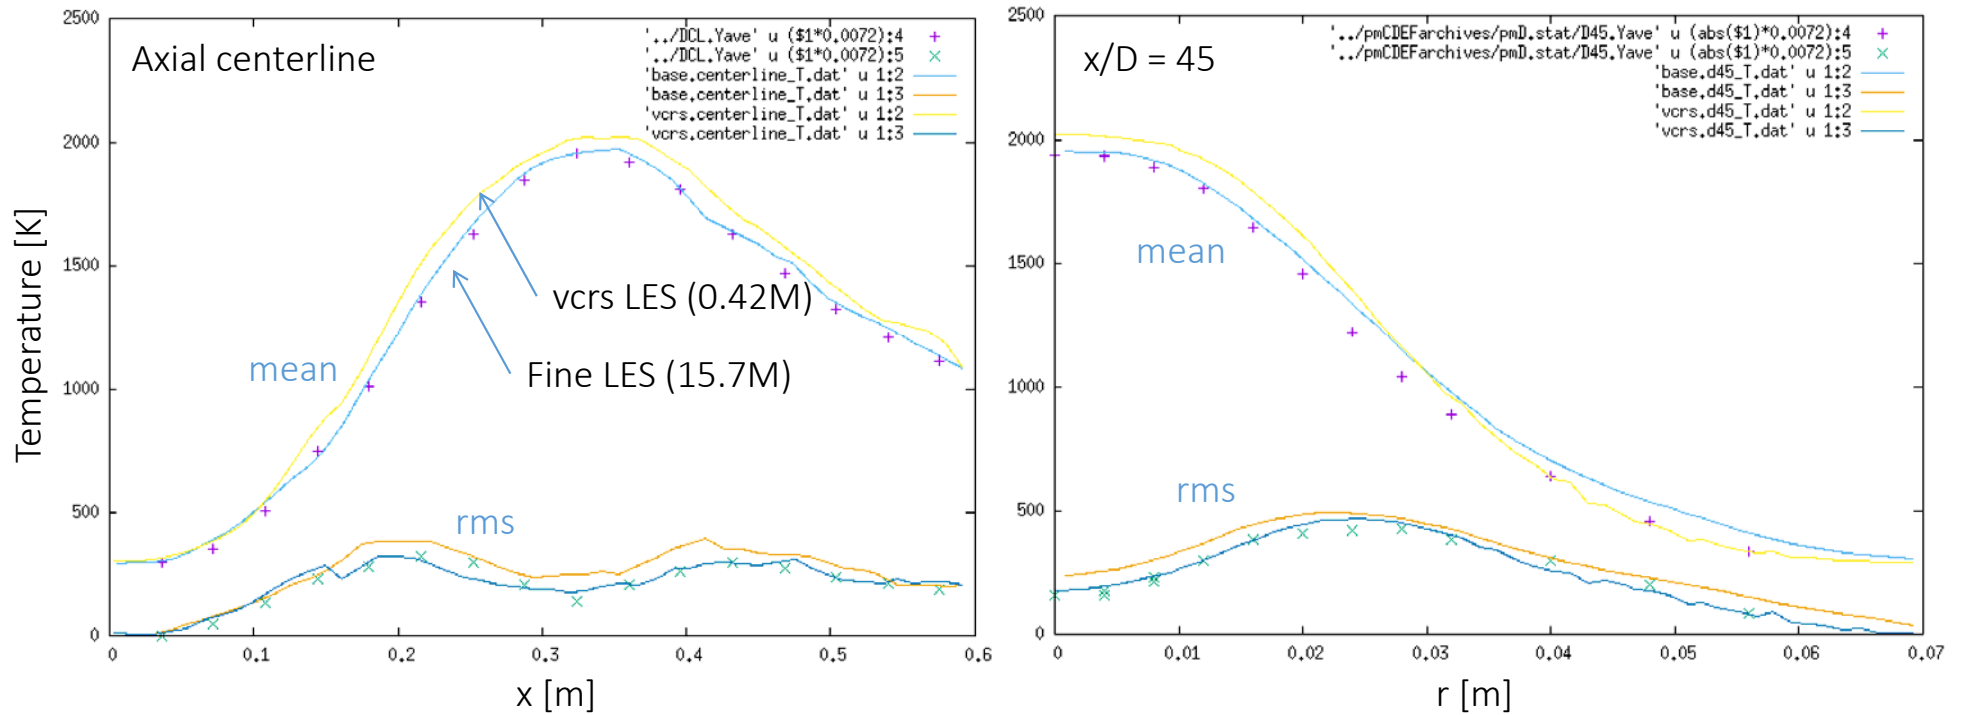 Axial centerline
'../DCL.Yave' u ($1*0.0072):4
'../DCL.Yave' u ($1*0.0072):5
'base.centerline_T.dat' u 1:2
'base.centerline_T.dat' u 1:3
'vcrs.centerline_T.dat' u 1:2
'vcrs.centerline_T.dat' u 1:3
2500
2000
1500
1000
500
0
Temperature [K]
mean
vcrs LES (0.42M)
Fine LES (15.7M)
rms
0 0.1 0.2 0.3 0.4 0.5 0.6
x [m]
x/D = 45
'../pmCDEFarchives/pmD.stat/D45.Yave' u (abs($1)*0.0072):4
'../pmCDEFarchives/pmD.stat/D45.Yave' u (abs($1)*0.0072):5
'base.d45_T.dat' u 1:2
'base.d45_T.dat' u 1:3
'vcrs.d45_T.dat' u 1:2
'vcrs.d45_T.dat' u 1:3
2500
2000
1500
1000
500
0
mean
rms
0 0.01 0.02 0.03 0.04 0.05 0.06 0.07
r [m]